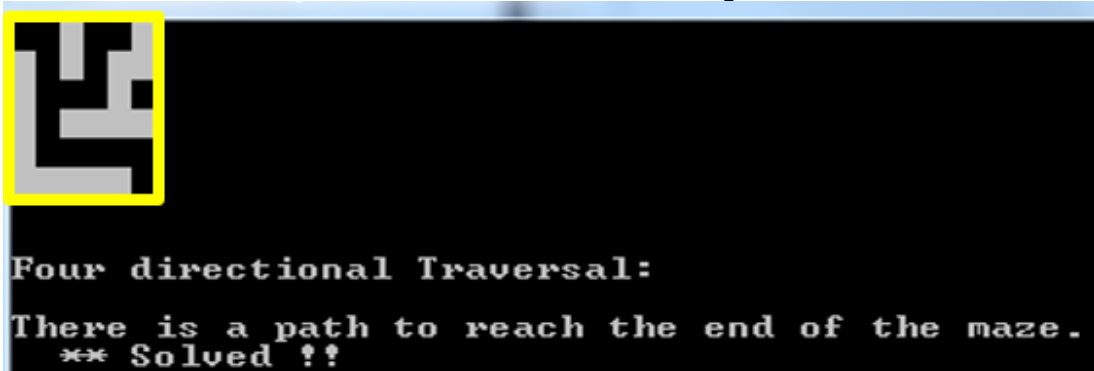 Four directional Traversal:
There is a path to reach the end of the maze.
** Solved !!